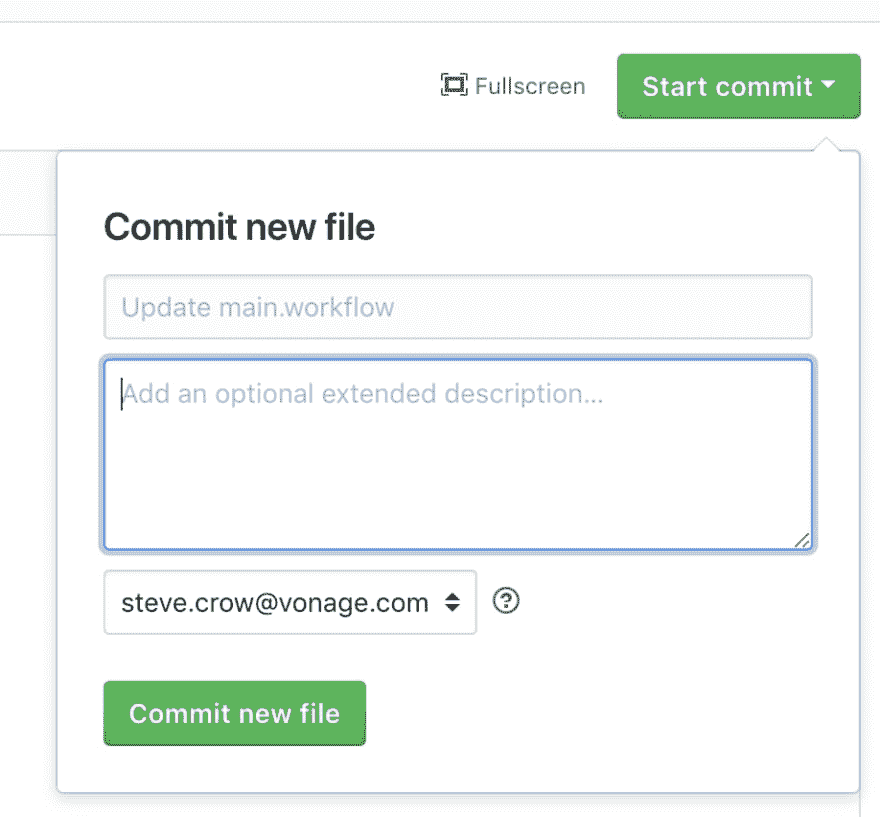 Fullscreen
Start commit
Commit new file
Update main.workflow
Add an optional extended description...
steve.crow@vonage.com
Commit new file